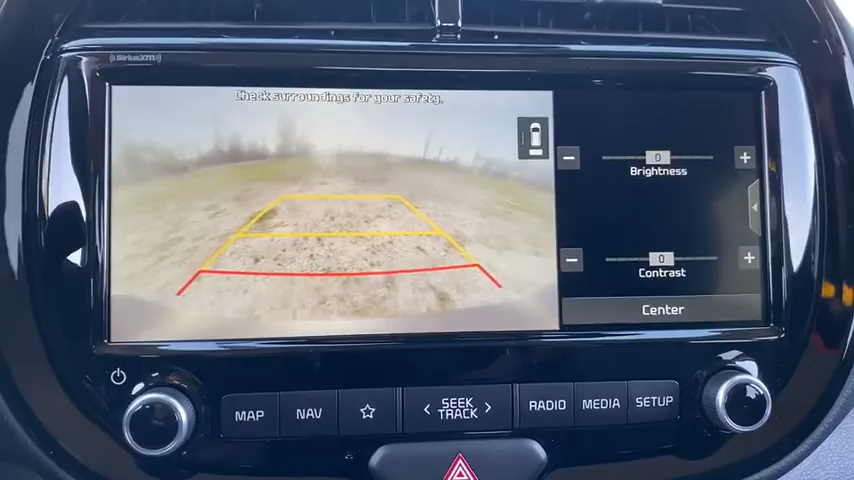 SiriusXM
Check surroundings for your safety.
- 0 +
Brightness
- 0 +
Contrast
Center
MAP
NAV
SEEK
TRACK
RADIO
MEDIA
SETUP